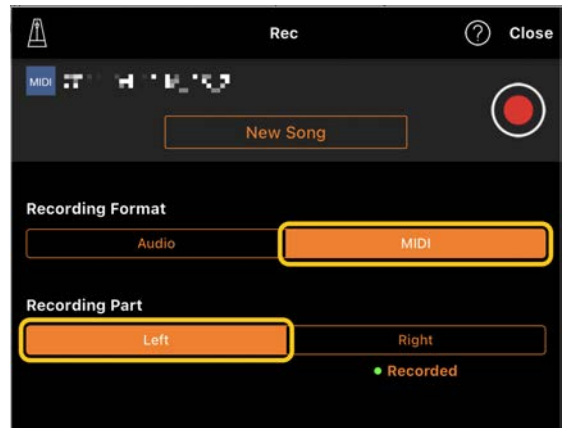 Rec ? Close
MIDI
New Song
Recording Format
Audio MIDI
Recording Part
Left Right
Recorded